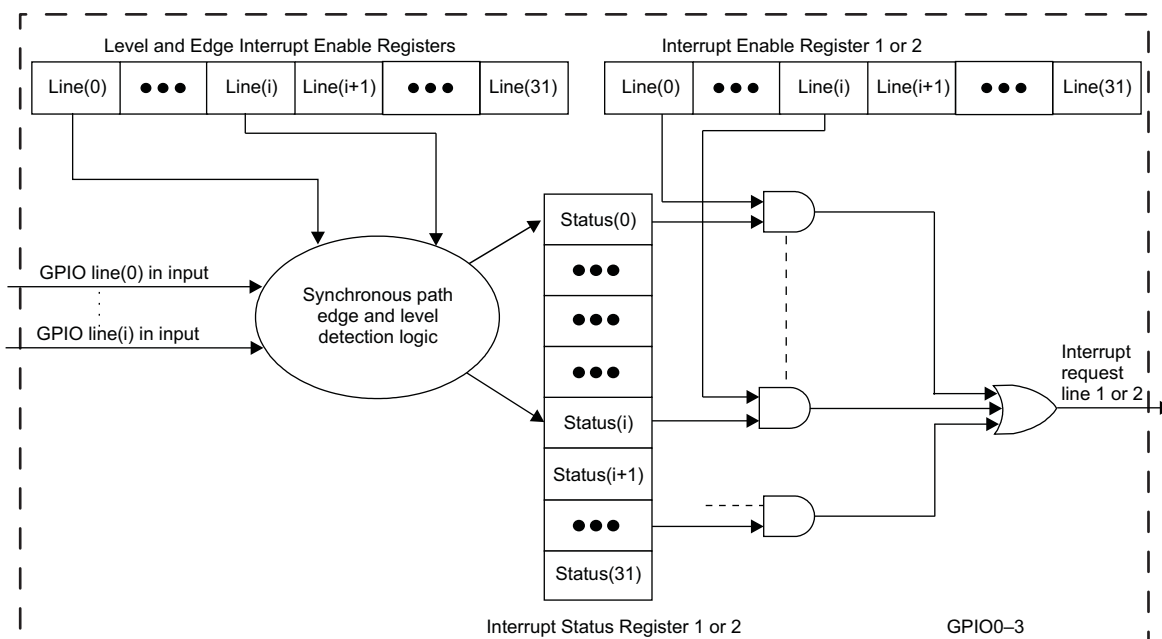 Level and Edge Interrupt Enable Registers
Interrupt Enable Register 1 or 2
Line(0) ●●● Line(i) Line(i+1) ●●● Line(31)
Line(0) ●●● Line(i) Line(i+1) ●●● Line(31)
Status(0)
●●●
●●●
●●●
Status(i)
Status(i+1)
●●●
Status(31)
GPIO line(0) in input
GPIO line(i) in input
Synchronous path
edge and level
detection logic
Interrupt
request
line 1 or 2
Interrupt Status Register 1 or 2
GPIO0–3